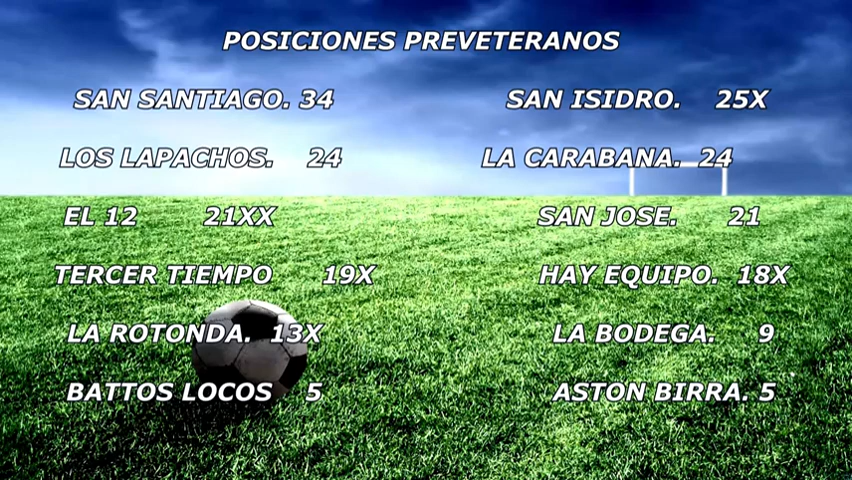 POSICIONES PREVETERANOS
SAN SANTIAGO. 34 SAN ISIDRO. 25X
LOS LAPACHOS. 24 LA CARABANA. 24
EL 12 21XX SAN JOSE. 21
TERCER TIEMPO 19X HAY EQUIPO. 18X
LA ROTONDA. 13X LA BODEGA. 9
BATTOS LOCOS 5 ASTON BIRRA. 5